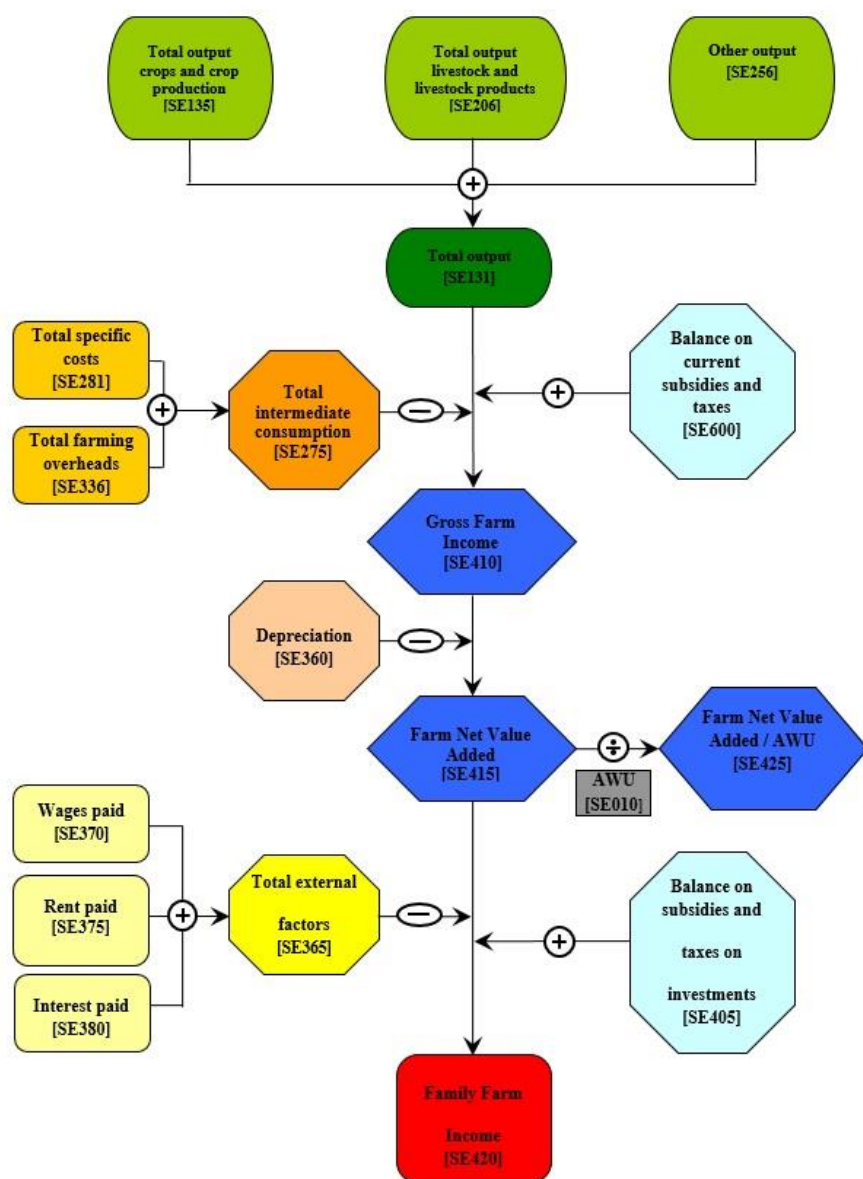 Total output
crops and crop
production
[SE135]
Total output
livestock and
livestock products
[SE206]
Other output
[SE256]
+
Total output
[SE131]
Total specific
costs
[SE281]
+
Total farming
overheads
[SE336]
Total
intermediate
consumption
[SE275]
—
+
Balance on
current
subsidies and
taxes
[SE600]
Gross Farm
Income
[SE410]
Depreciation
[SE360]
—
Farm Net Value
Added
[SE415]
÷
AWU
[SE010]
Farm Net Value
Added / AWU
[SE425]
Wages paid
[SE370]
Rent paid
[SE375]
+
Interest paid
[SE380]
Total external
factors
[SE365]
—
+
Balance on
subsidies and
taxes on
investments
[SE405]
Family Farm
Income
[SE420]